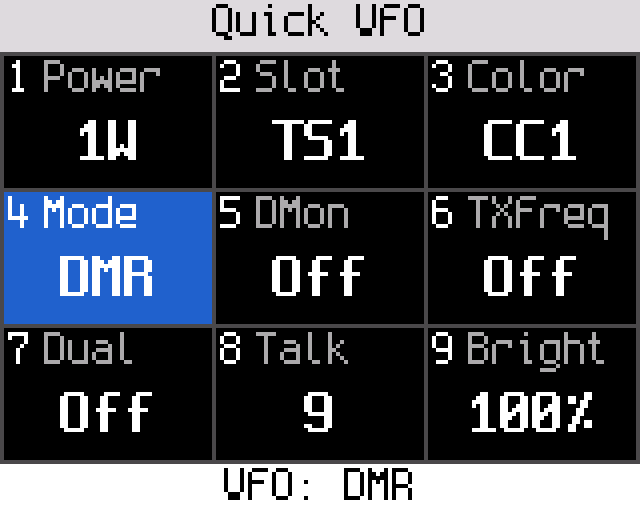 Quick VFO
1 Power 2 Slot 3 Color
1W TS1 CC1
4 Mode 5 DMon 6 TXFreq
DMR Off Off
7 Dual 8 Talk 9 Bright
Off 9 100%
VFO: DMR